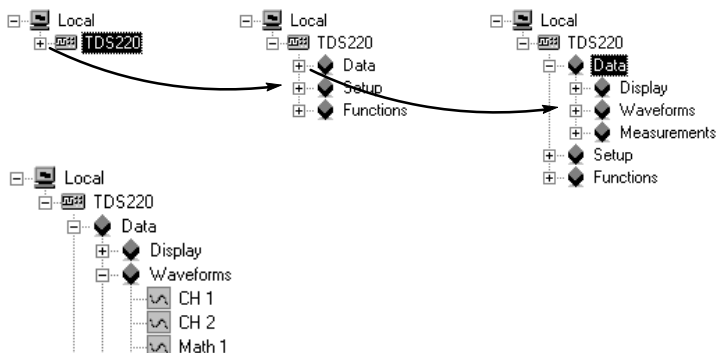 Local
TDS220
Local
TDS220
Data
Setup
Functions
Local
TDS220
Data
Display
Waveforms
Measurements
Setup
Functions
Local
TDS220
Data
Display
Waveforms
CH 1
CH 2
Math 1